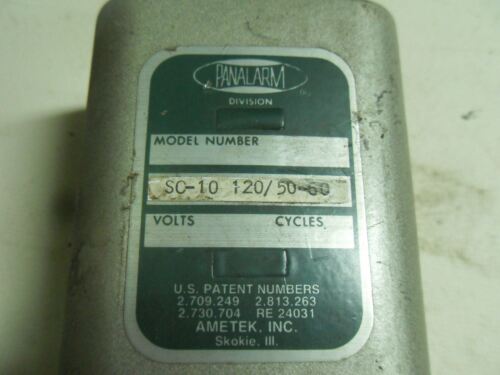 PANALARM
DIVISION
MODEL NUMBER
SC-10 120/50-60
VOLTS CYCLES
U.S. PATENT NUMBERS
2.709.249 2.813.263
2.730.704 RE 24031
AMETEK, INC.
Skokie, Ill.